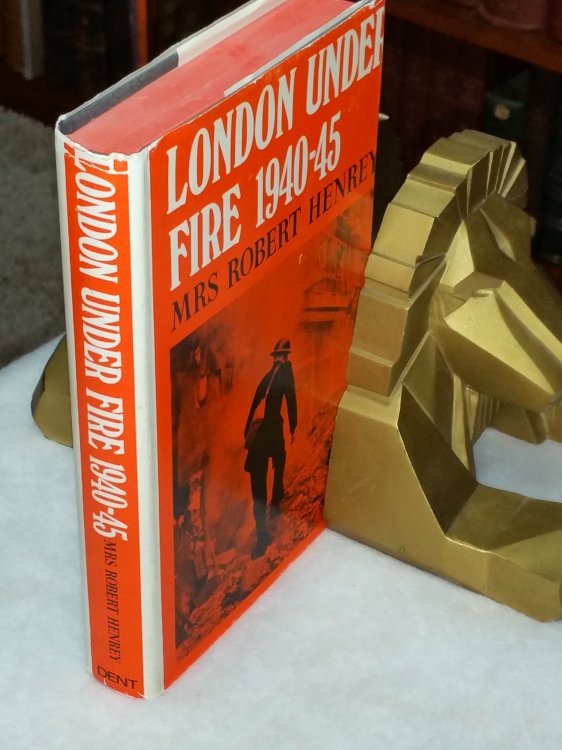 LONDON UNDER
FIRE 1940-45
MRS ROBERT HENREY
LONDON UNDER FIRE 1940-45
MRS ROBERT HENREY
DENT